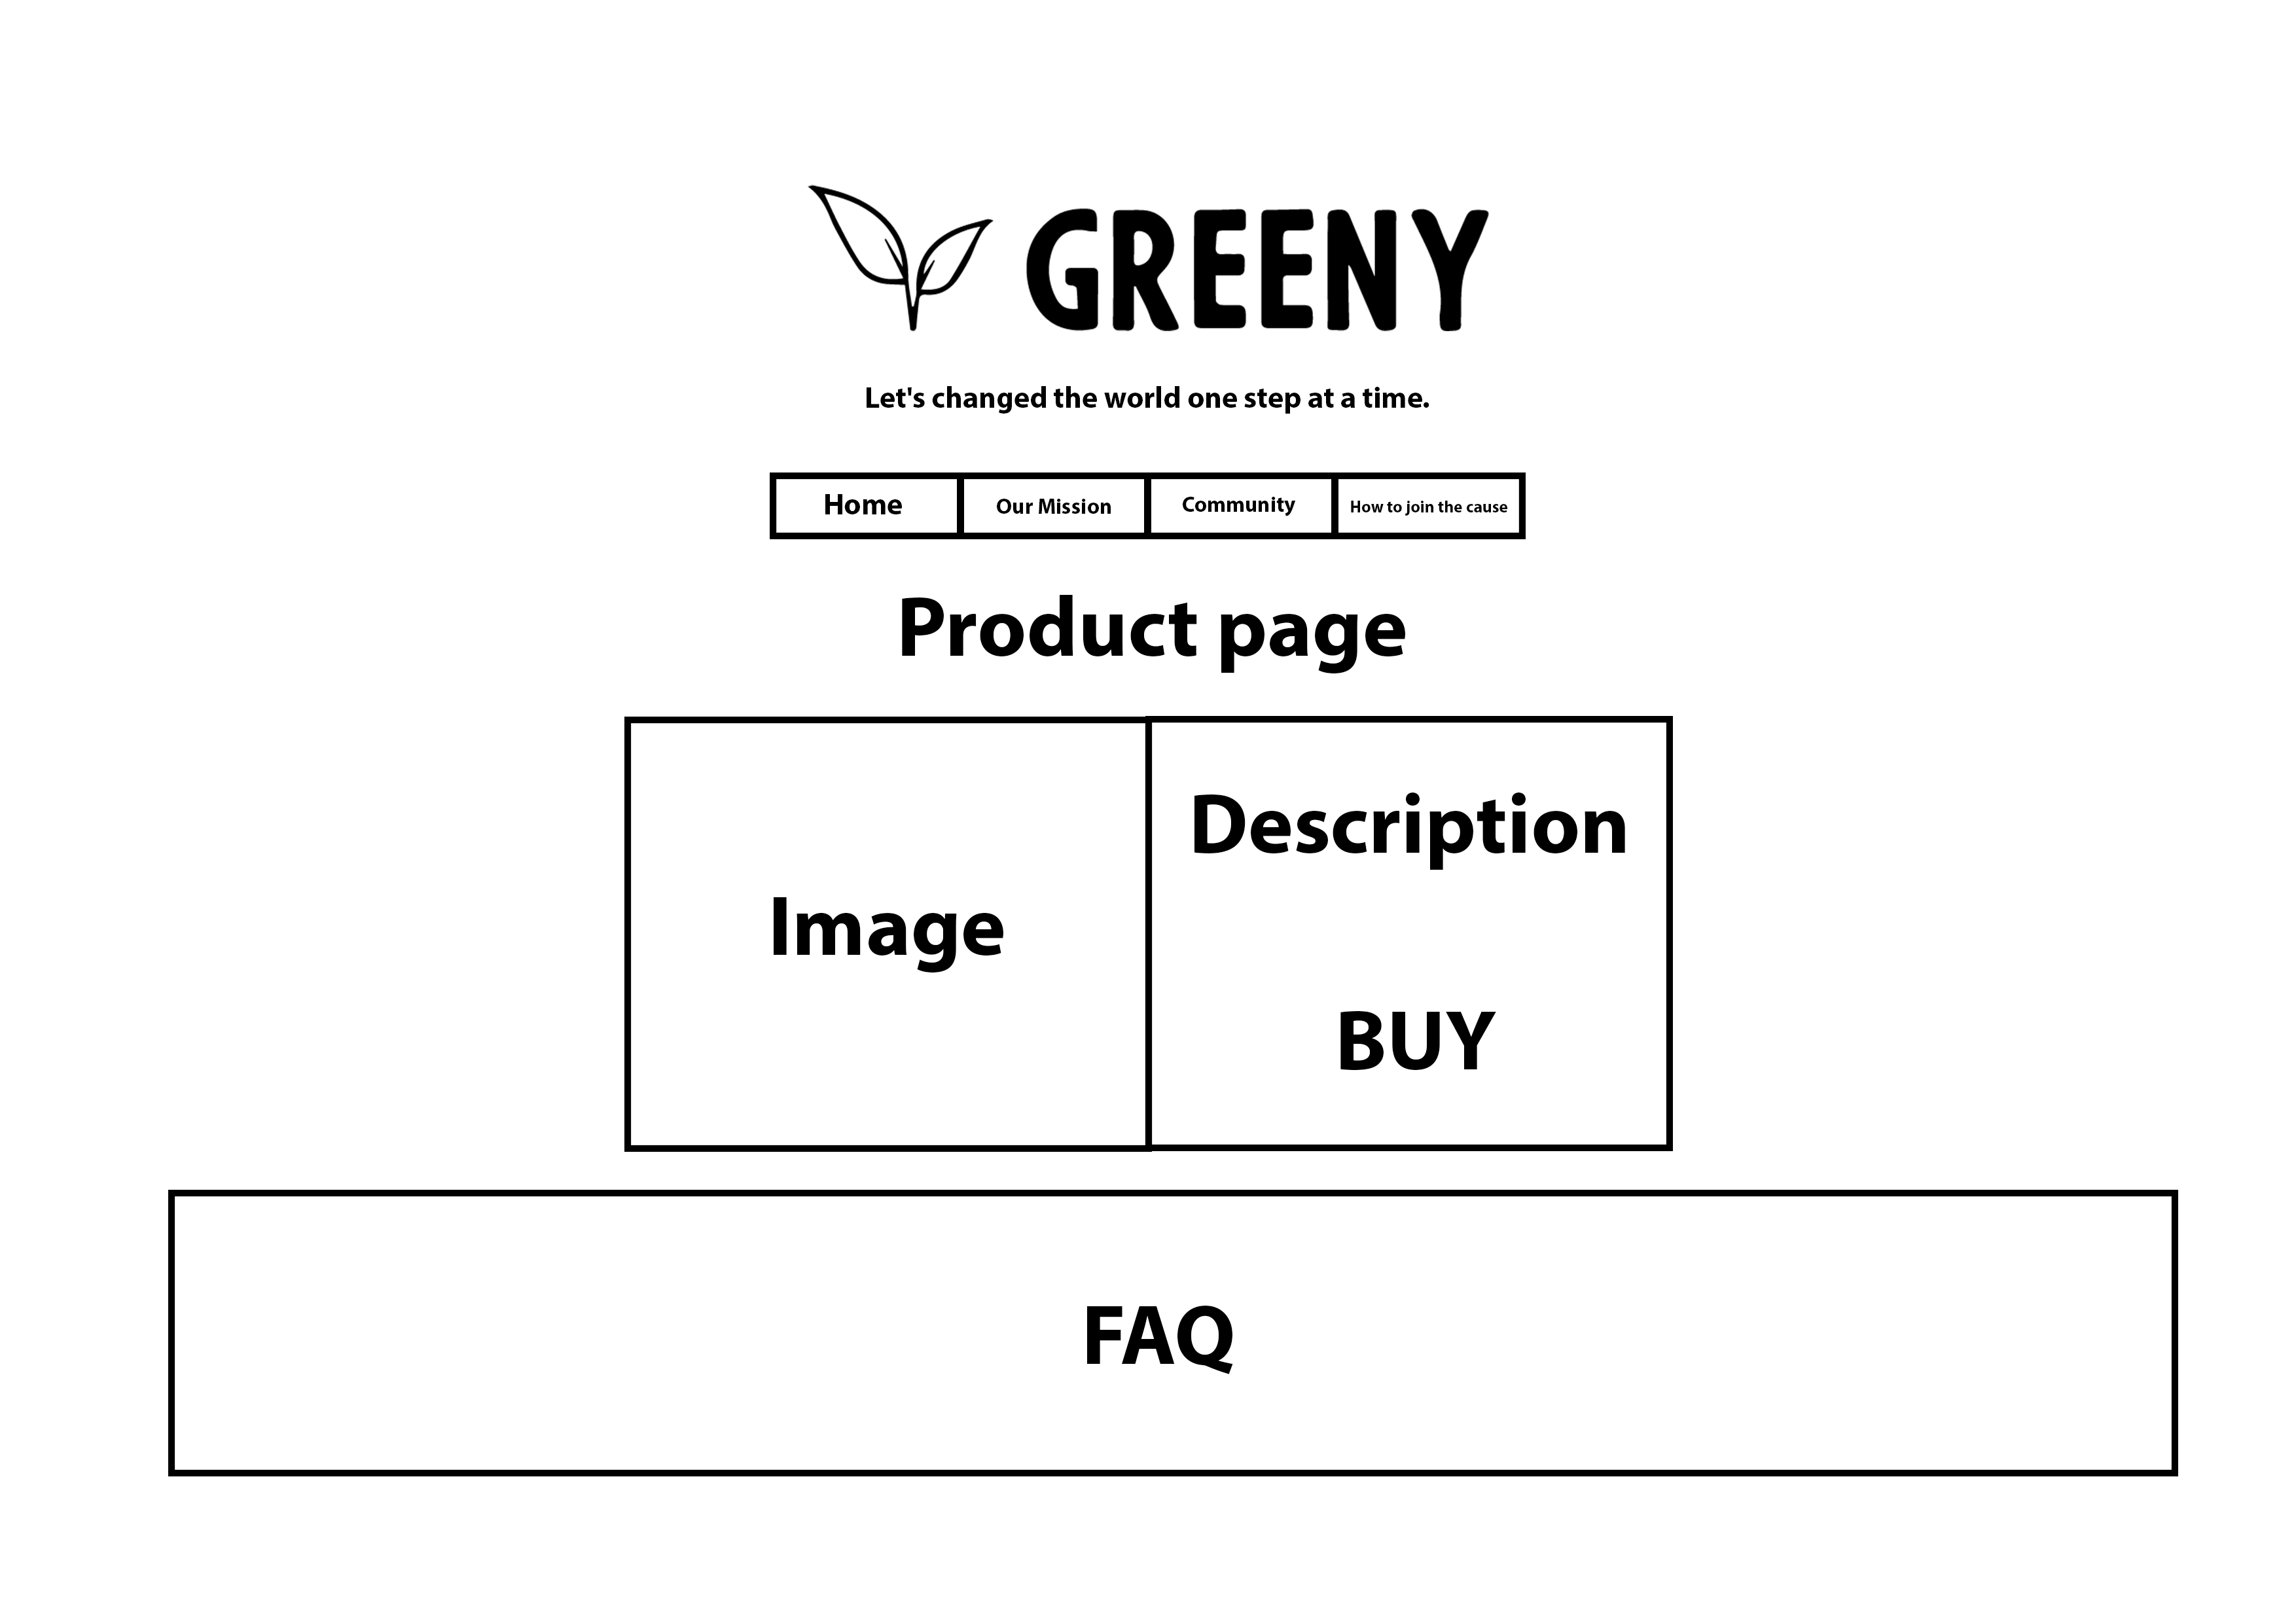 GREENY
Let's changed the world one step at a time.
Home Our Mission Community How to join the cause
Product page
Image
Description
BUY
FAQ